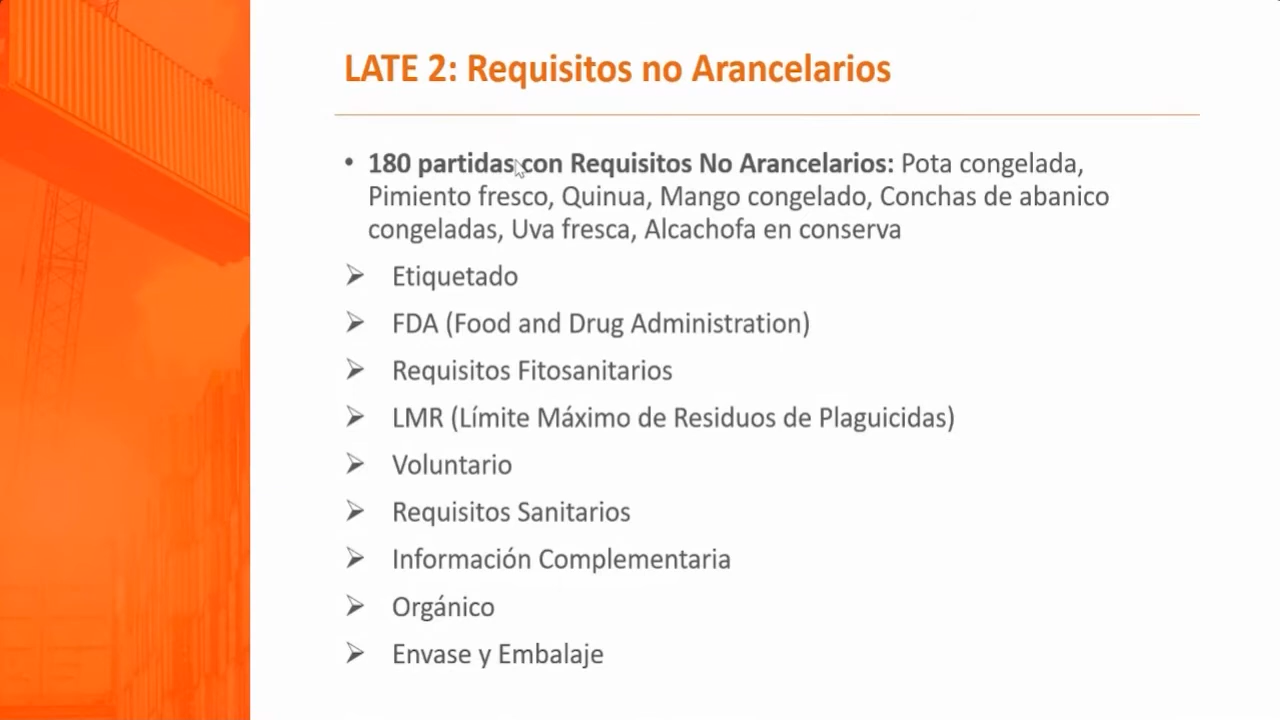 LATE 2: Requisitos no Arancelarios
• 180 partidas con Requisitos No Arancelarios: Pota congelada,
Pimiento fresco, Quinua, Mango congelado, Conchas de abanico
congeladas, Uva fresca, Alcachofa en conserva
➢ Etiquetado
➢ FDA (Food and Drug Administration)
➢ Requisitos Fitosanitarios
➢ LMR (Límite Máximo de Residuos de Plaguicidas)
➢ Voluntario
➢ Requisitos Sanitarios
➢ Información Complementaria
➢ Orgánico
➢ Envase y Embalaje